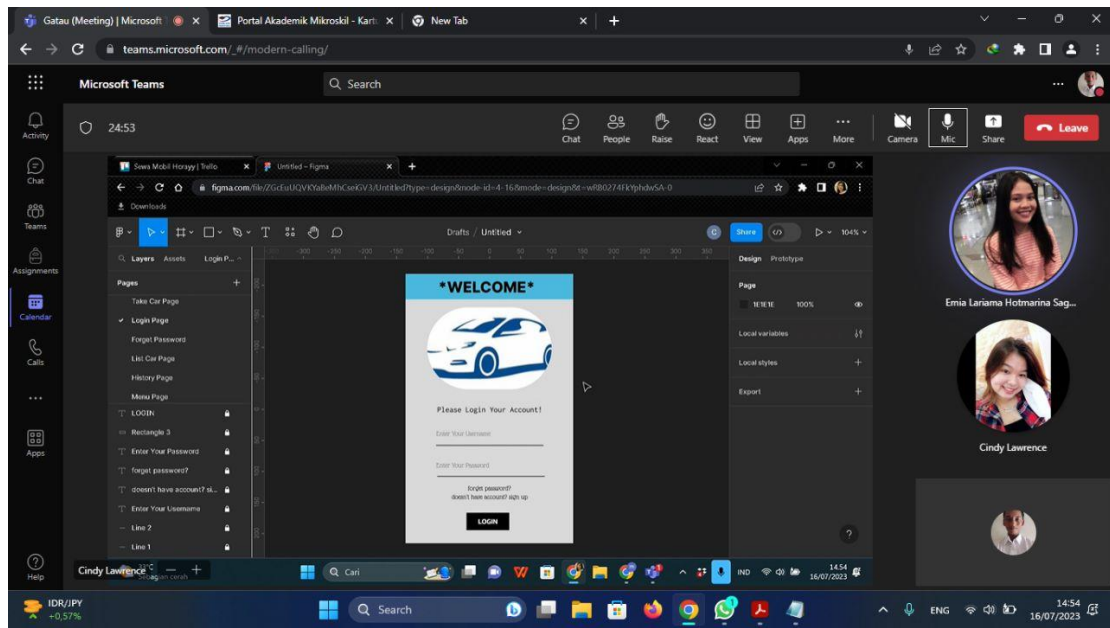 Gatau (Meeting) | Microsoft
Portal Akademik Mikroskil - Kart
New Tab
teams.microsoft.com/_#/modern-calling/
Microsoft Teams
Search
24:53
Chat
People
Raise
React
View
Apps
More
Camera
Mic
Share
Leave
Activity
Chat
Teams
Assignments
Calendar
Calls
Apps
Help
Sewa Mobil Horayy | Trello
Untitled – Figma
Downloads
Drafts / Untitled
Share
104%
Layers Assets Login P...
Pages
Take Car Page
Login Page
Forgat Password
List Car Page
History Page
Menu Page
LOGIN
Rectangle 3
Enter Your Password
forgat password?
doesn't have account? si...
Enter Your Username
Line 2
Line 1
*WELCOME*
Please Login Your Account!
Enter Your Username
Enter Your Password
forgat password?
doesn't have account? sign up
LOGIN
Design Prototype
Page
1E1E1E 100%
Local variables
Local styles
Export
Emia Lariama Hotmarina Sag...
Cindy Lawrence
Cindy Lawrence
Cari
IND
14.54
16/07/2023
IDR/JPY
+0,57%
Search
ENG
14:54
16/07/2023